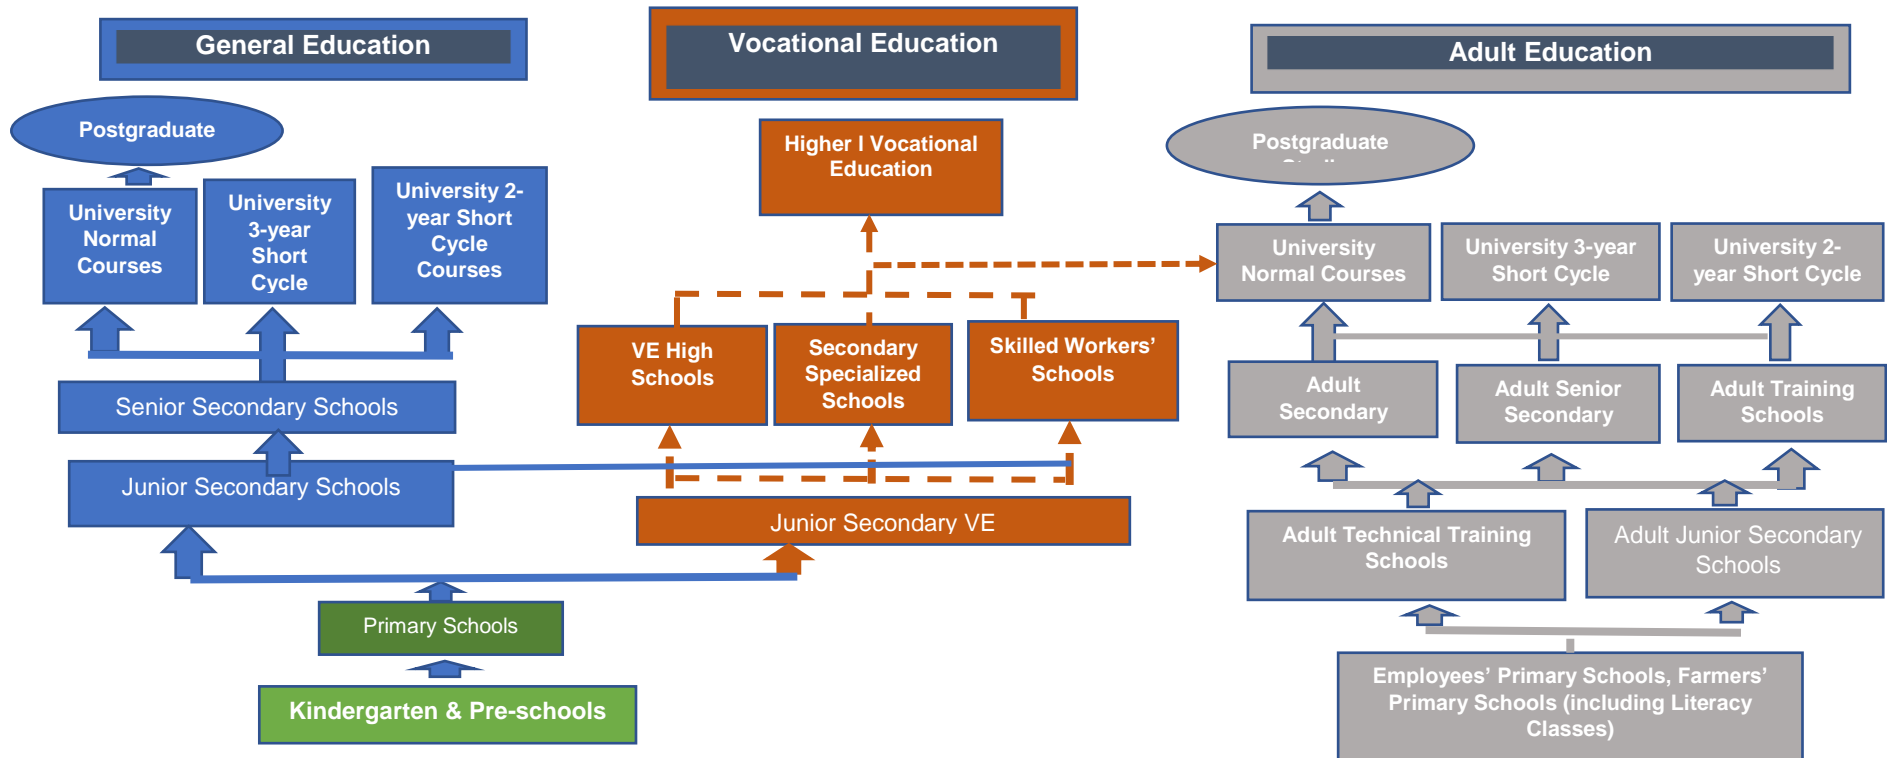 General Education
Vocational Education
Adult Education
Postgraduate
University
Normal
Courses
University
3-year
Short
Cycle
University 2-
year Short
Cycle
Courses
Senior Secondary Schools
Junior Secondary Schools
Primary Schools
Kindergarten & Pre-schools
Higher l Vocational
Education
VE High
Schools
Secondary
Specialized
Schools
Skilled Workers’
Schools
Junior Secondary VE
Postgraduate
University
Normal Courses
University 3-year
Short Cycle
University 2-
year Short Cycle
Adult
Secondary
Adult Senior
Secondary
Adult Training
Schools
Adult Technical Training
Schools
Adult Junior Secondary
Schools
Employees’ Primary Schools, Farmers’
Primary Schools (including Literacy
Classes)